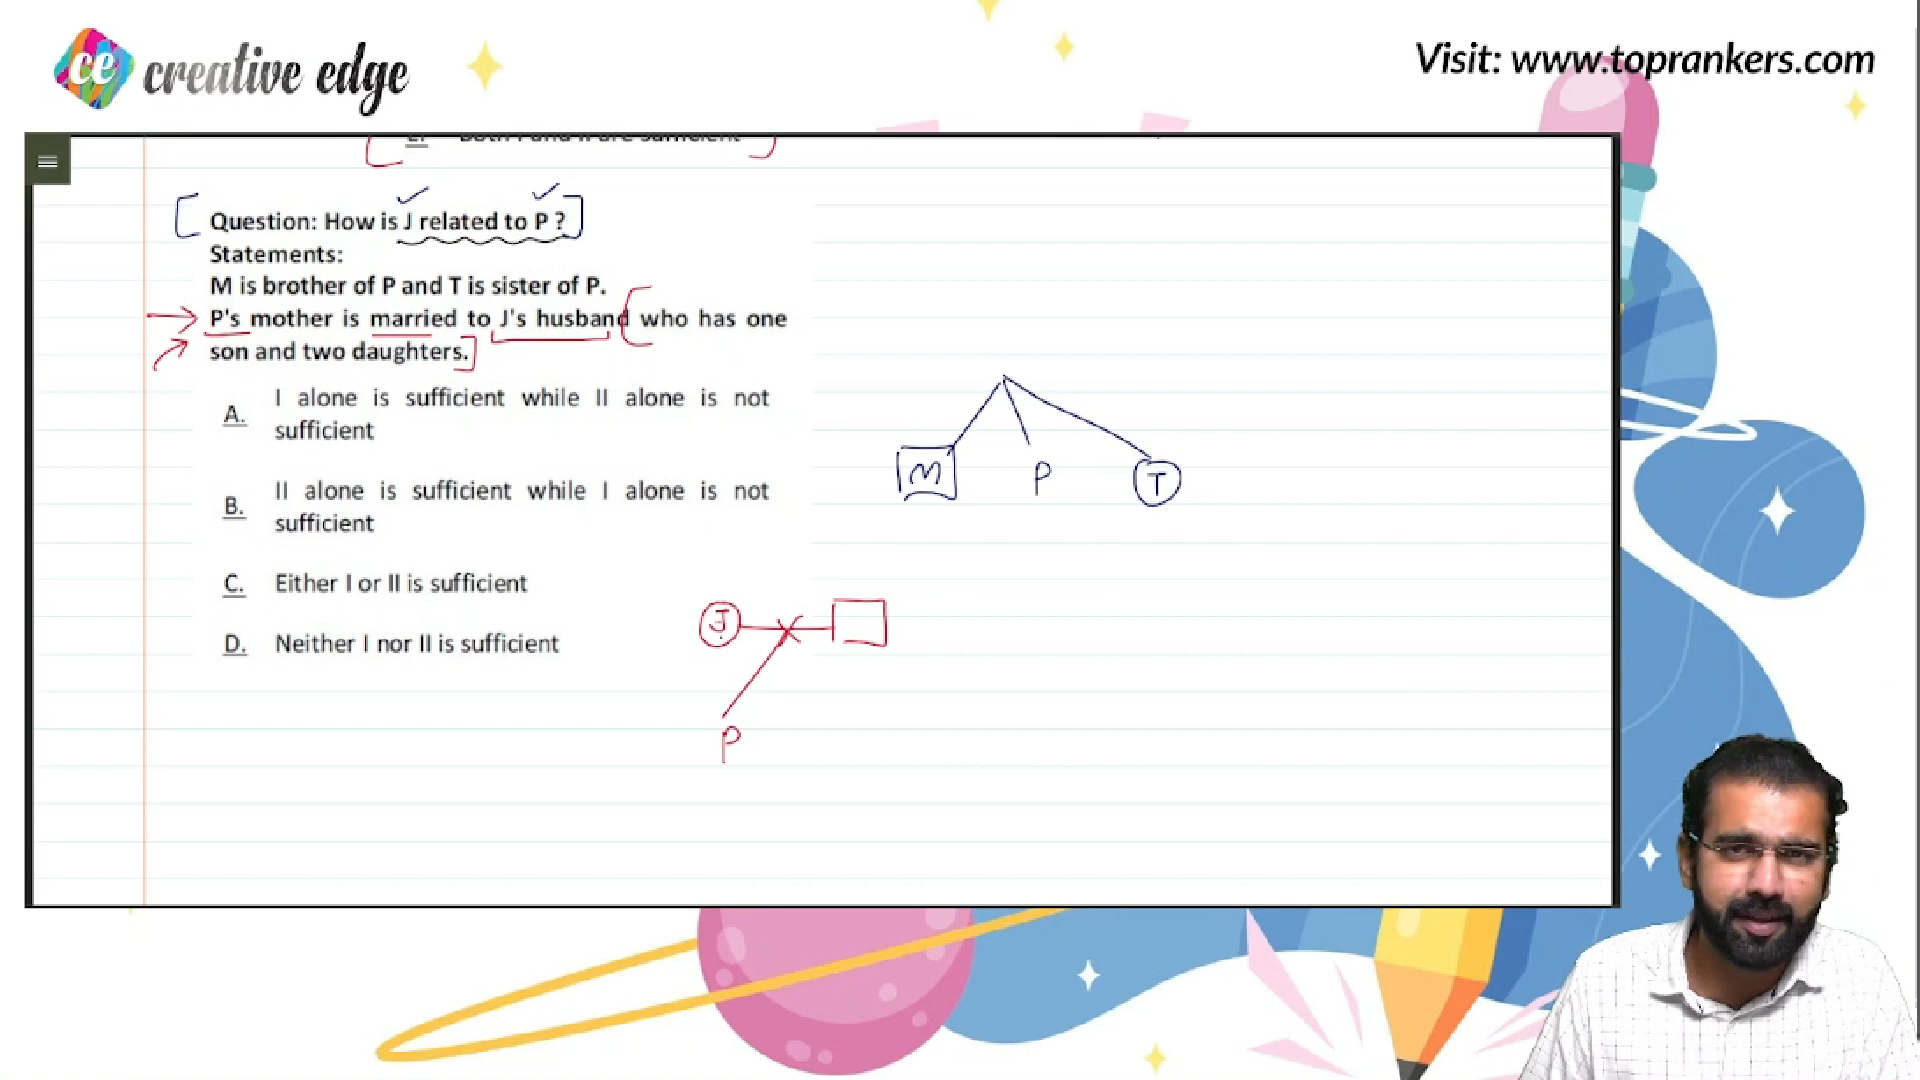 ce creative edge
Visit: www.toprankers.com
Question: How is J related to P ?
Statements:
M is brother of P and T is sister of P.
P's mother is married to J's husband who has one
son and two daughters.
A. I alone is sufficient while II alone is not
sufficient
B. II alone is sufficient while I alone is not
sufficient
C. Either I or II is sufficient
D. Neither I nor II is sufficient
M P T
J
P